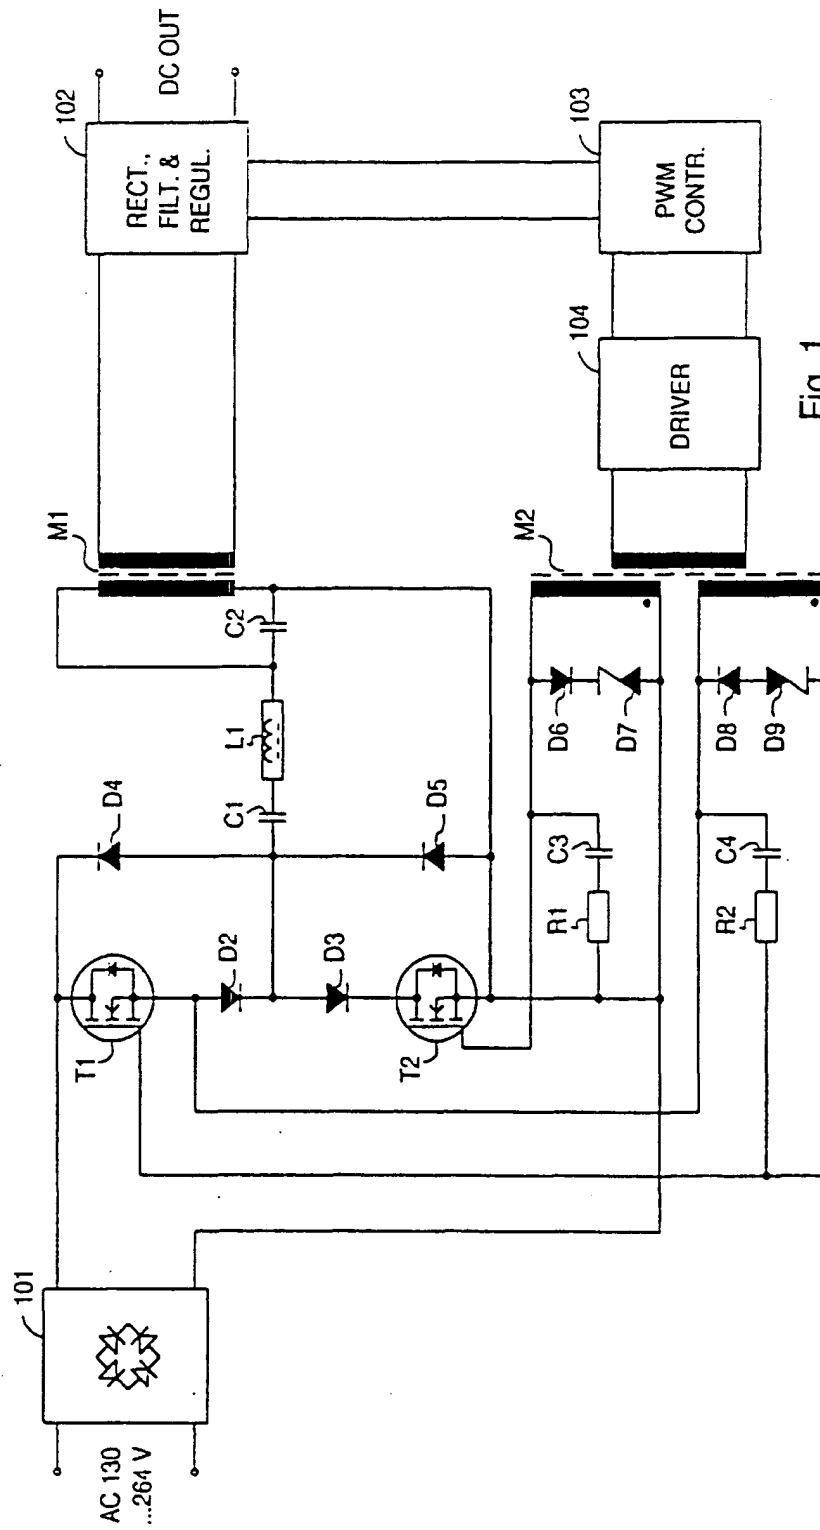 AC 130
...264 V
101
T1
D2
D3
T2
D4
C1
L1
C2
D5
M1
102
RECT.,
FILT. &
REGUL.
DC OUT
R1
C3
D6
D7
M2
R2
C4
D8
D9
104
DRIVER
103
PWM
CONTR.
Fig. 1